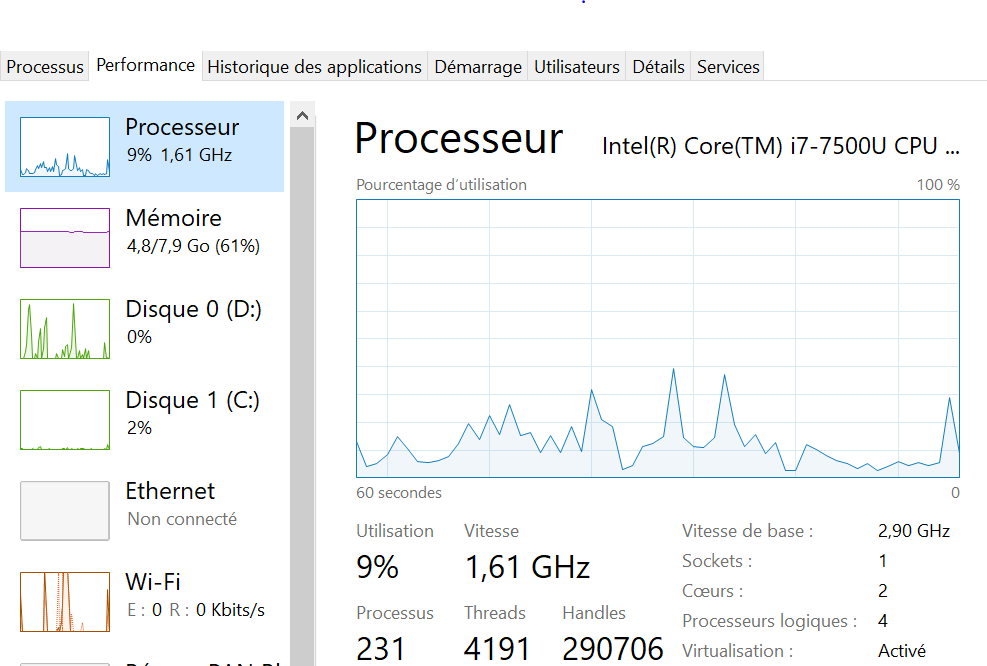 Processus Performance Historique des applications Démarrage Utilisateurs Détails Services
Processeur
9% 1,61 GHz
Mémoire
4,8/7,9 Go (61%)
Disque 0 (D:)
0%
Disque 1 (C:)
2%
Ethernet
Non connecté
Wi-Fi
E : 0 R : 0 Kbits/s
Processeur Intel(R) Core(TM) i7-7500U CPU ...
Pourcentage d’utilisation 100 %
60 secondes 0
Utilisation Vitesse
9% 1,61 GHz
Processus Threads Handles
231 4191 290706
Vitesse de base : 2,90 GHz
Sockets : 1
Cœurs : 2
Processeurs logiques : 4
Virtualisation : Activé